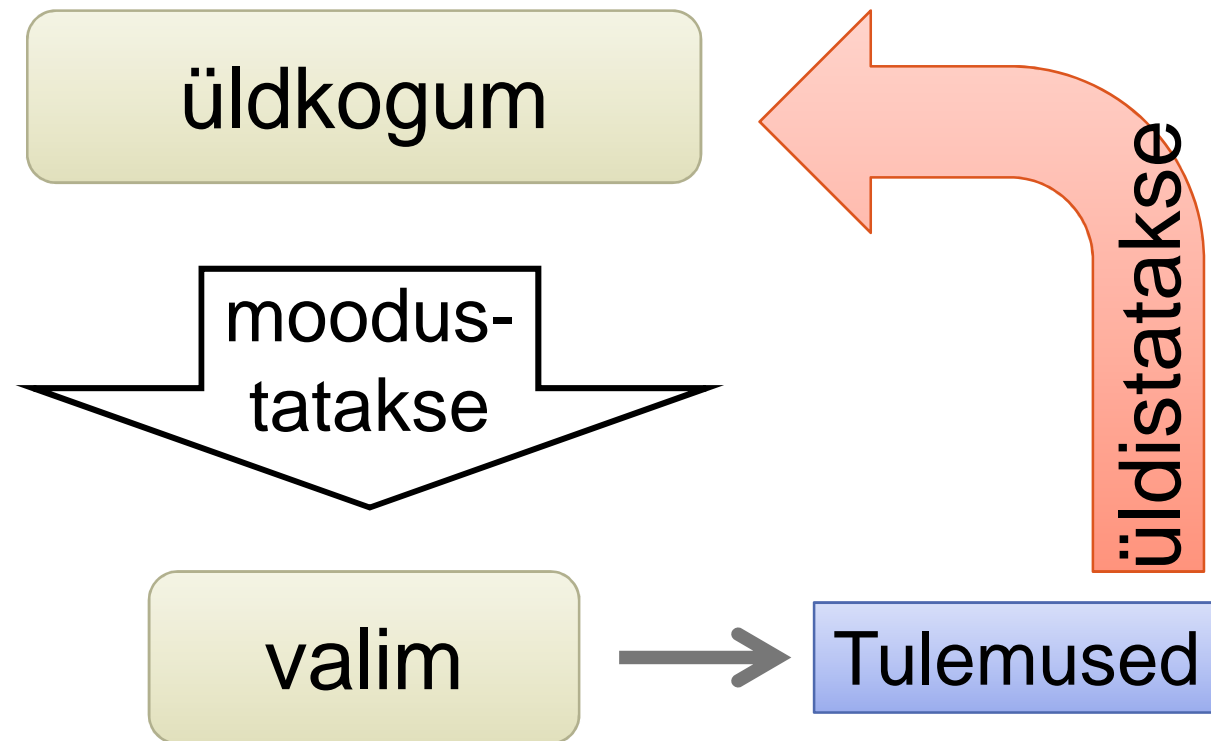 üldkogum
moodus-
tatakse
üldistatakse
valim
Tulemused